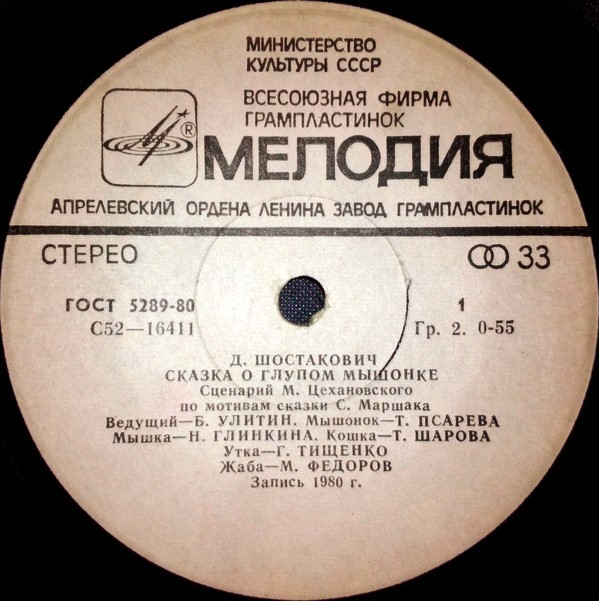 МИНИСТЕРСТВО
КУЛЬТУРЫ СССР
ВСЕСОЮЗНАЯ ФИРМА
ГРАМПЛАСТИНОК
®
МЕЛОДИЯ
АПРЕЛЕВСКИЙ ОРДЕНА ЛЕНИНА ЗАВОД ГРАМПЛАСТИНОК
СТЕРЕО 33
ГОСТ 5289-80 1
С52—16411 Гр. 2. 0-55
Д. ШОСТАКОВИЧ
СКАЗКА О ГЛУПОМ МЫШОНКЕ
Сценарий М. Цехановского
по мотивам сказки С. Маршака
Ведущий—Б. УЛИТИН. Мышонок—Т. ПСАРЕВА
Мышка—Н. ГЛИНКИНА. Кошка—Т. ШАРОВА
Утка—Г. ТИЩЕНКО
Жаба—М. ФЕДОРОВ
Запись 1980 г.